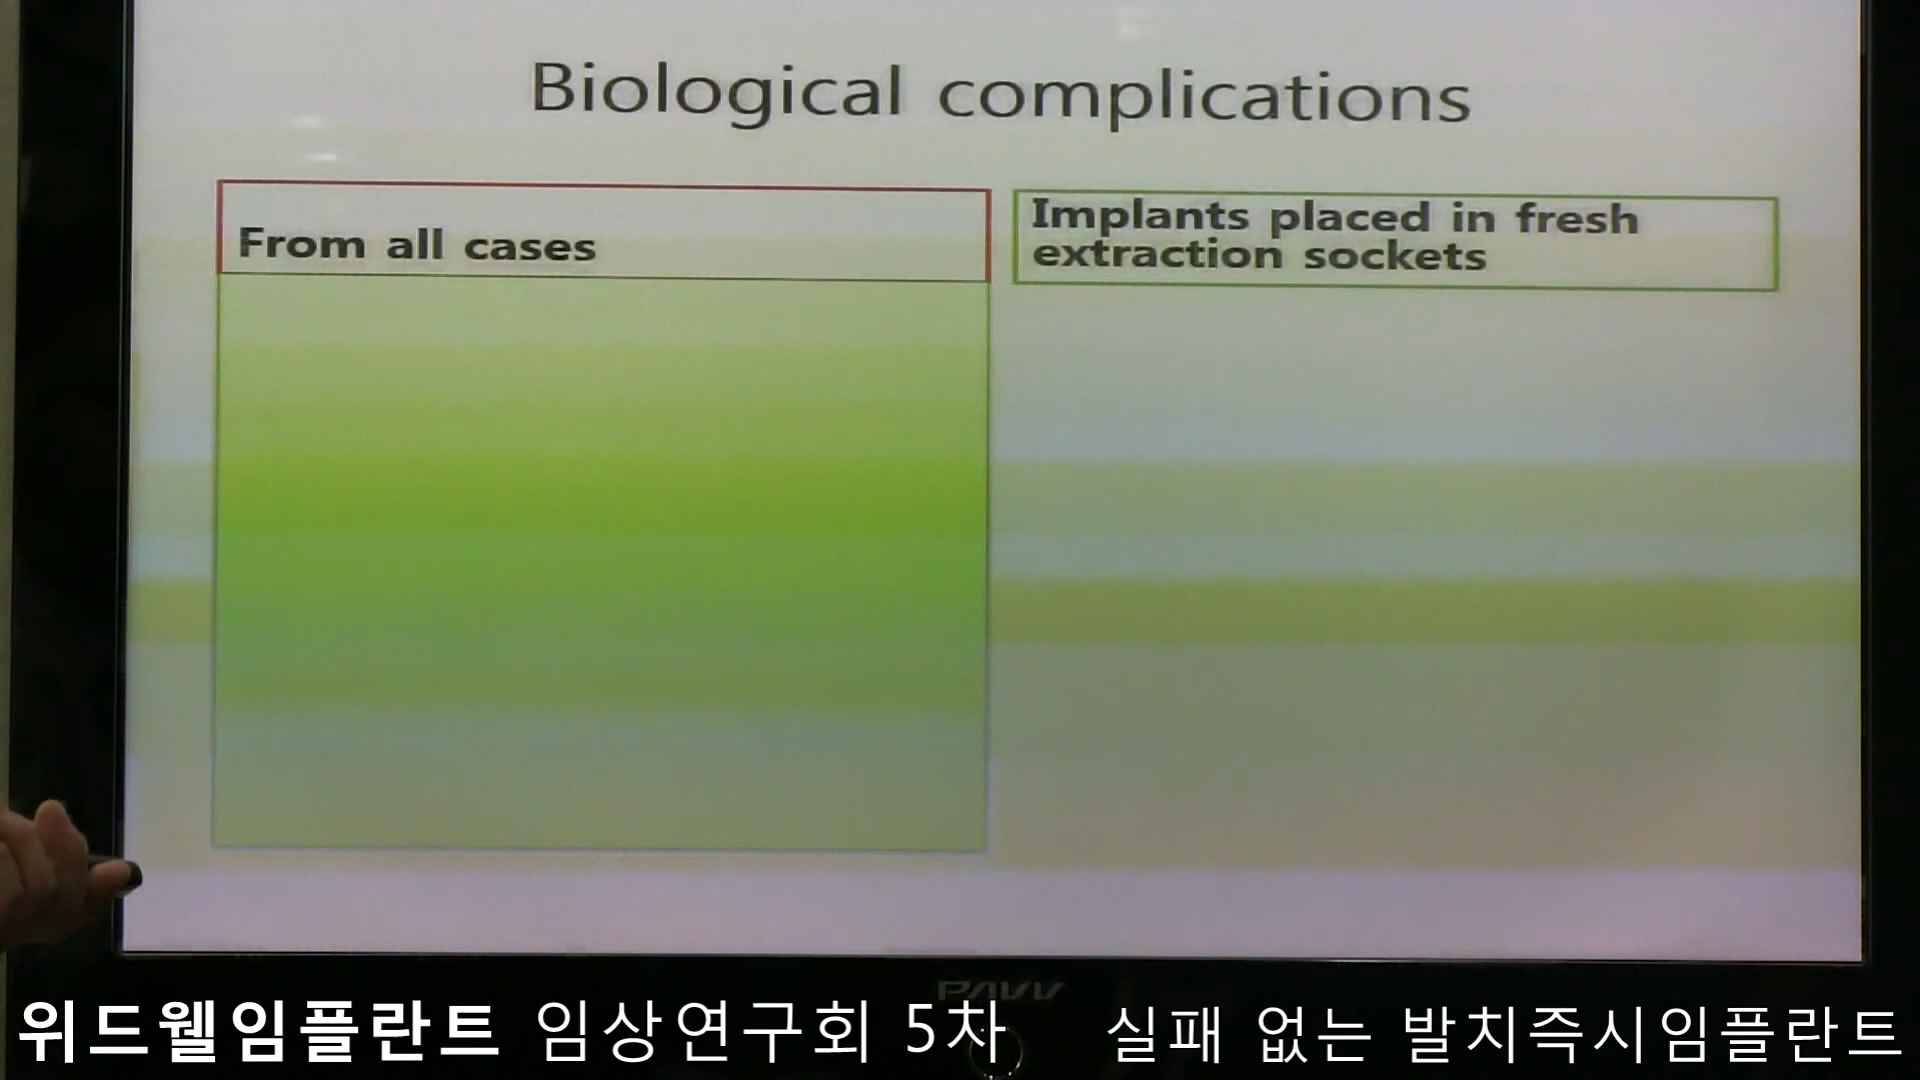 Biological complications
From all cases
Implants placed in fresh
extraction sockets
PAVV
위드웰임플란트 임상연구회 5차 실패 없는 발치즉시임플란트